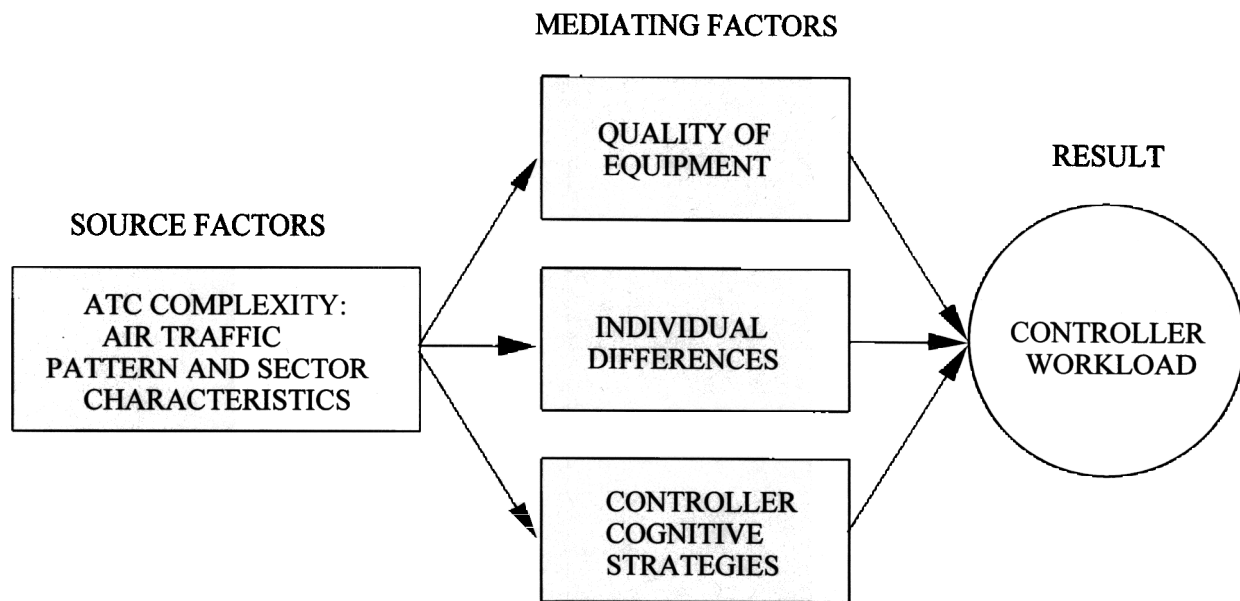 MEDIATING FACTORS
QUALITY OF
EQUIPMENT
RESULT
SOURCE FACTORS
ATC COMPLEXITY:
AIR TRAFFIC
PATTERN AND SECTOR
CHARACTERISTICS
INDIVIDUAL
DIFFERENCES
CONTROLLER
WORKLOAD
CONTROLLER
COGNITIVE
STRATEGIES